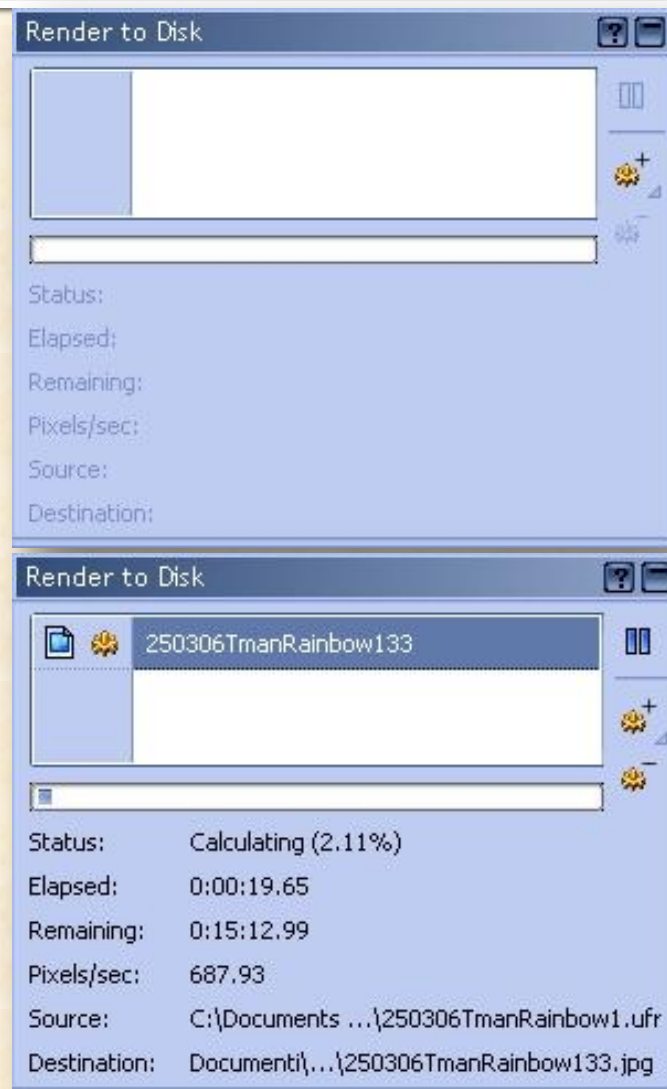 Render to Disk
Status:
Elapsed:
Remaining:
Pixels/sec:
Source:
Destination:
Render to Disk
250306TmanRainbow133
Status: Calculating (2.11%)
Elapsed: 0:00:19.65
Remaining: 0:15:12.99
Pixels/sec: 687.93
Source: C:\Documents ...\250306TmanRainbow1.ufr
Destination: Documenti\...\250306TmanRainbow133.jpg